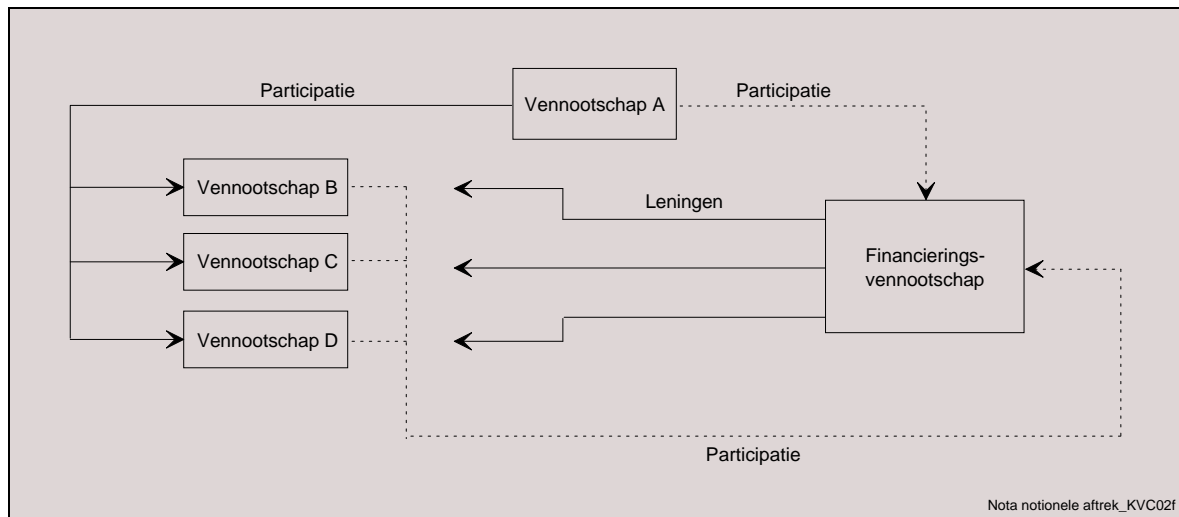 Participatie
Vennootschap A
Participatie
Vennootschap B
Leningen
Vennootschap C
Financierings-
vennootschap
Vennootschap D
Participatie
Nota notionele aftrek_KVC02f